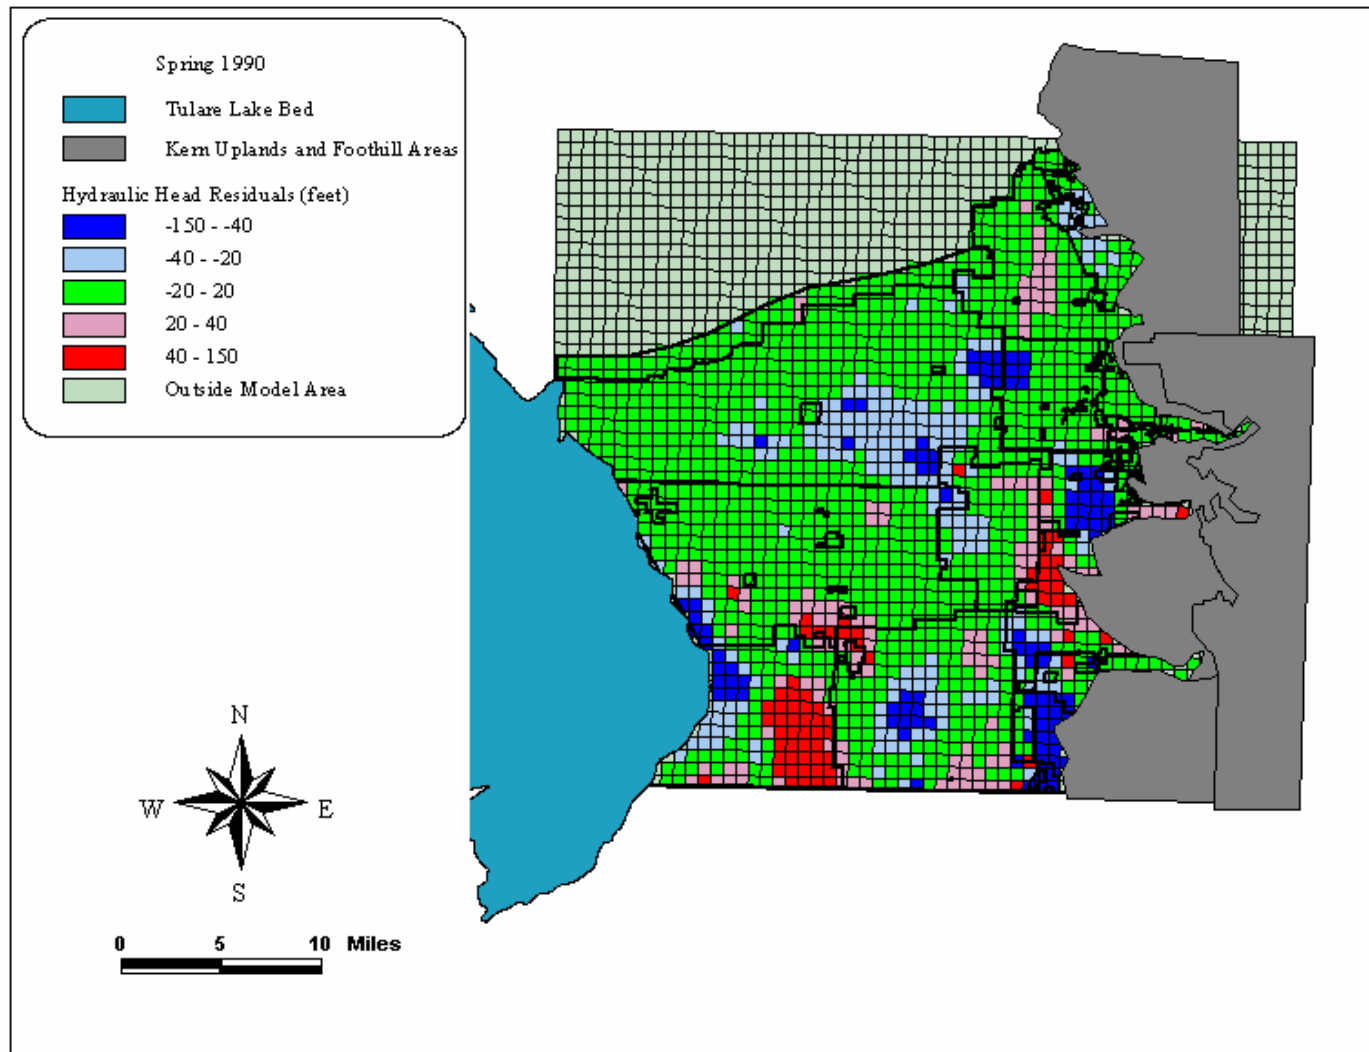 Spring 1990
Tulare Lake Bed
Kern Uplands and Foothill Areas
Hydraulic Head Residuals (feet)
-150 - -40
-40 - -20
-20 - 20
20 - 40
40 - 150
Outside Model Area
N
W E
S
0 5 10 Miles